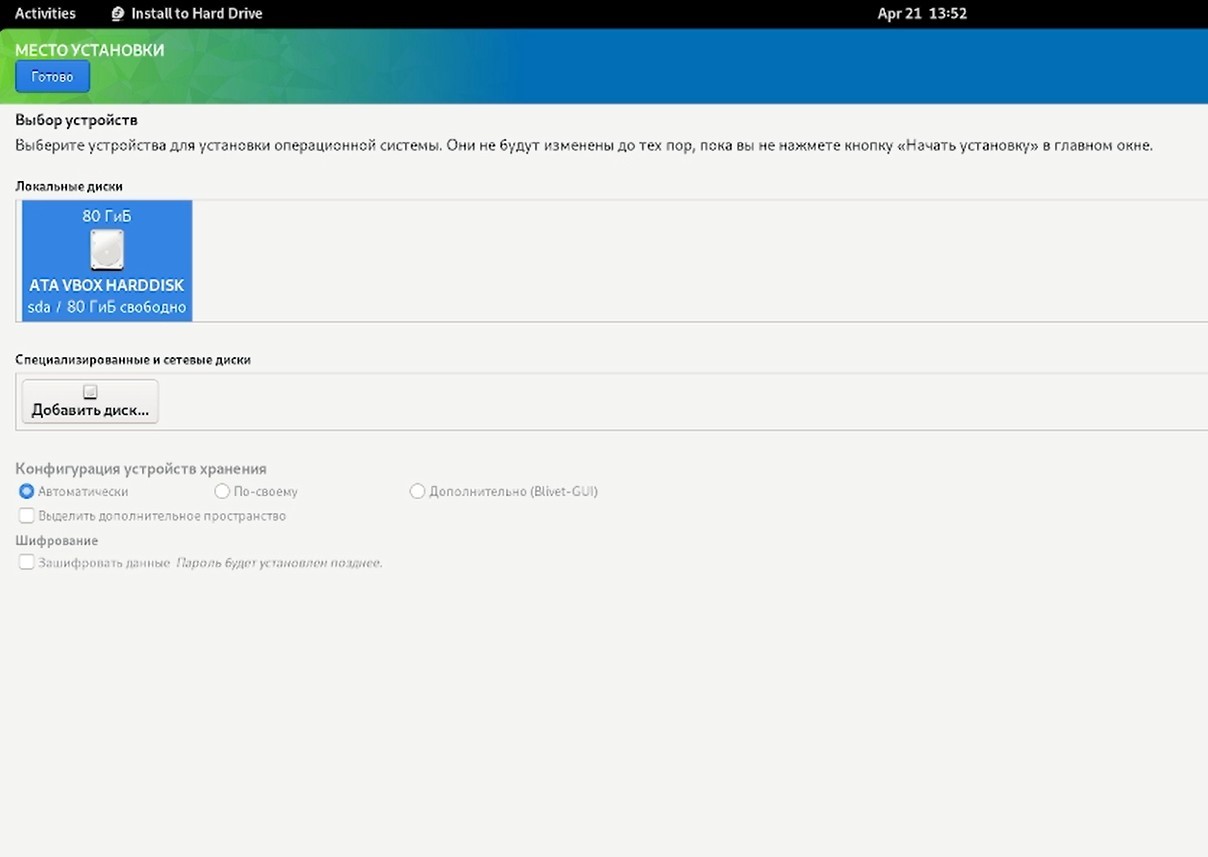 Activities Install to Hard Drive Apr 21 13:52
МЕСТО УСТАНОВКИ
Готово
Выбор устройств
Выберите устройства для установки операционной системы. Они не будут изменены до тех пор, пока вы не нажмете кнопку «Начать установку» в главном окне.
Локальные диски
80 ГиБ
ATA VBOX HARDDISK
sda / 80 ГиБ свободно
Специализированные и сетевые диски
Добавить диск...
Конфигурация устройств хранения
Автоматически По-своему Дополнительно (Blivet-GUI)
Выделить дополнительное пространство
Шифрование
Зашифровать данные Пароль будет установлен позднее.